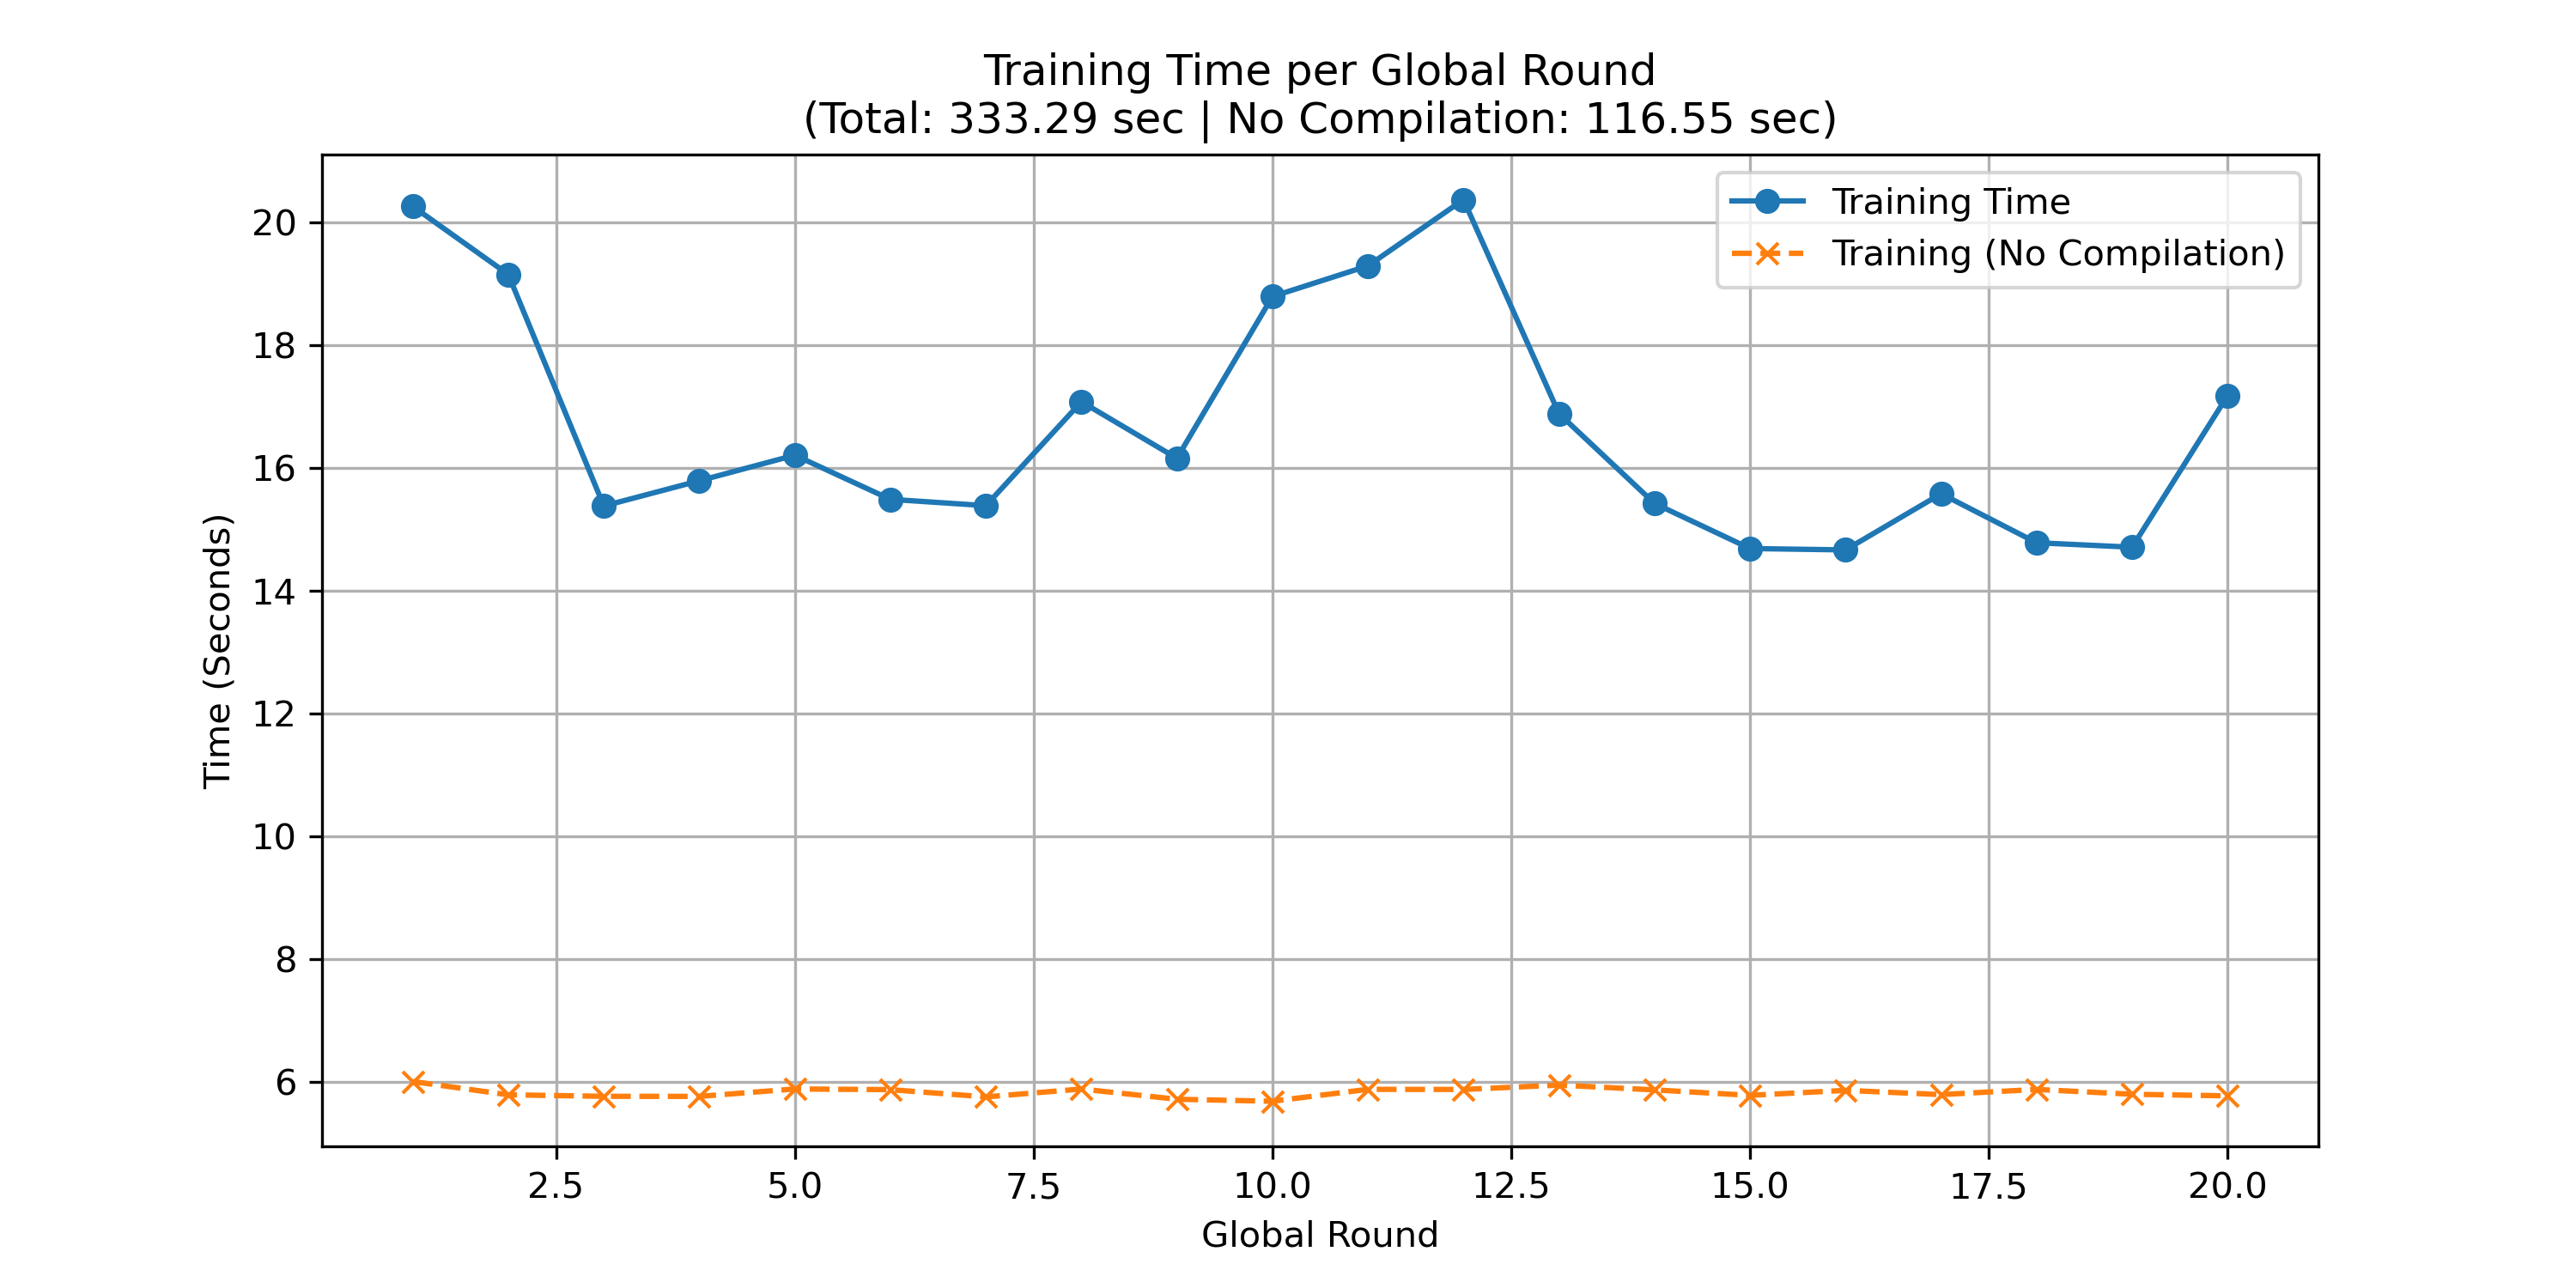 Training Time per Global Round
(Total: 333.29 sec | No Compilation: 116.55 sec)
Training Time
Training (No Compilation)
Time (Seconds)
20
18
16
14
12
10
8
6
2.5 5.0 7.5 10.0 12.5 15.0 17.5 20.0
Global Round